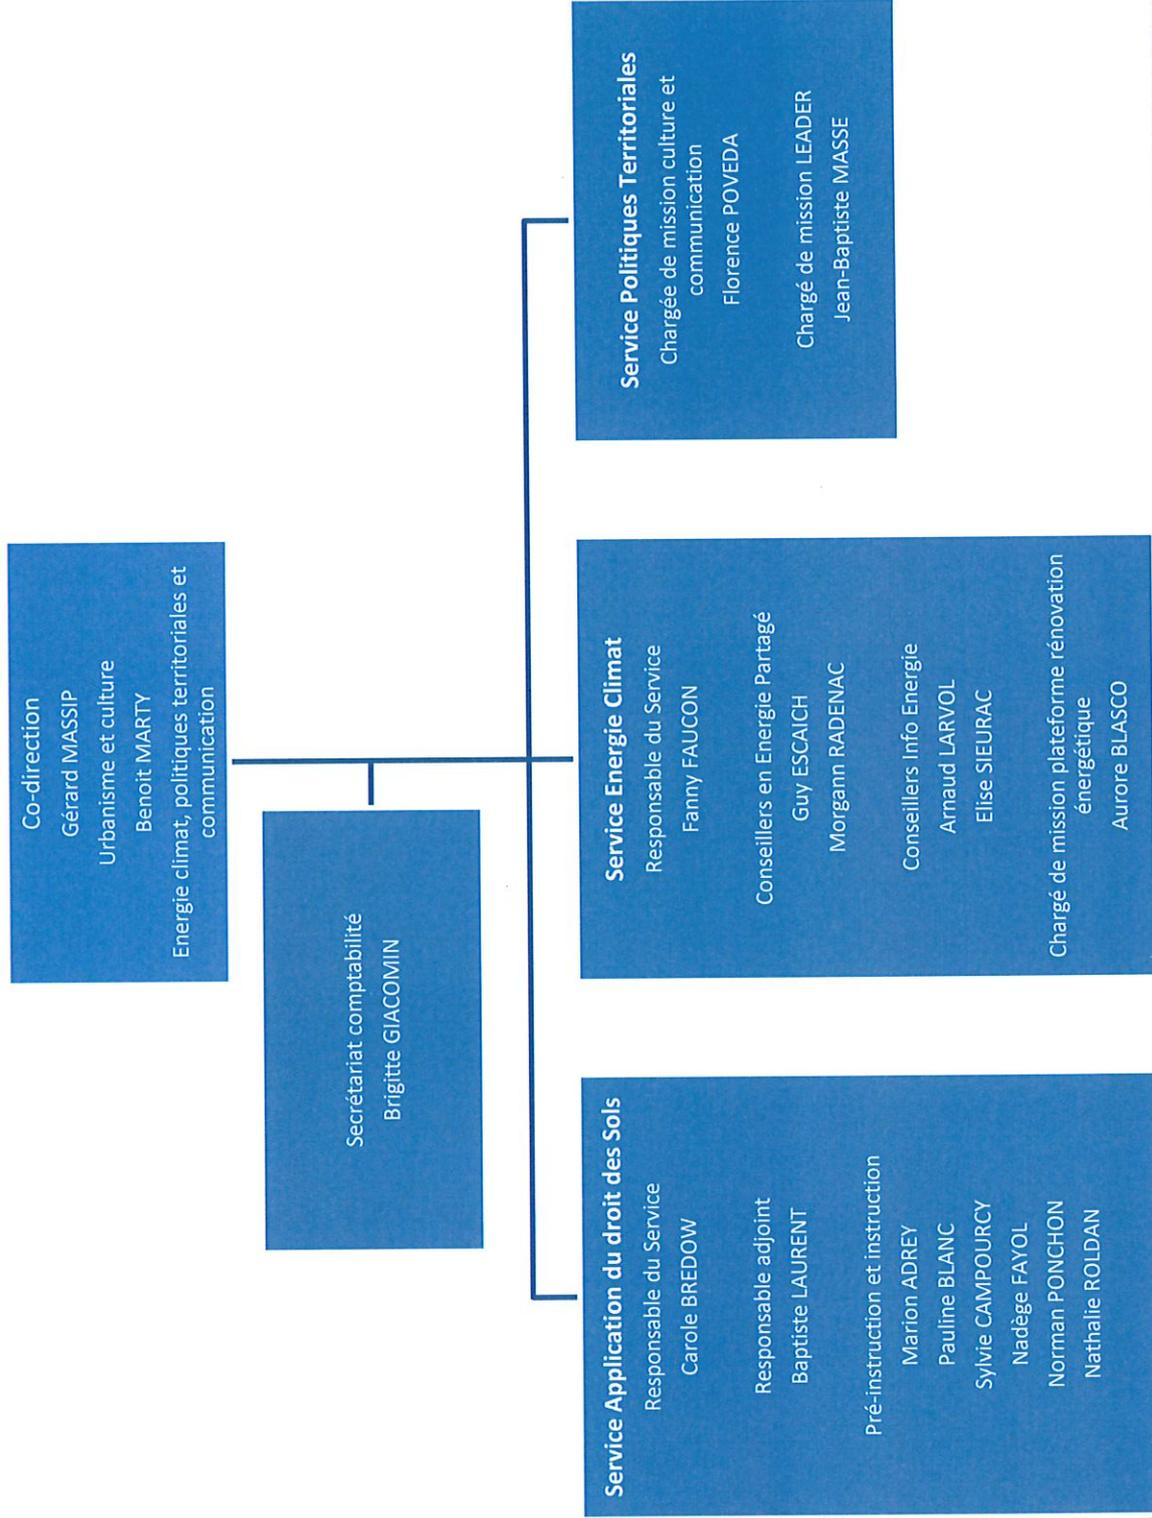 Co-direction
Gérard MASSIP
Urbanisme et culture
Benoit MARTY
Energie climat, politiques territoriales et
communication
Secrétariat comptabilité
Brigitte GIACOMIN
Service Application du droit des Sols
Responsable du Service
Carole BREDOW
Responsable adjoint
Baptiste LAURENT
Pré-instruction et instruction
Marion ADREY
Pauline BLANC
Sylvie CAMPOURCY
Nadège FAYOL
Norman PONCHON
Nathalie ROLDAN
Service Energie Climat
Responsable du Service
Fanny FAUCON
Conseillers en Energie Partagé
Guy ESCAICH
Morgann RADENAC
Conseillers Info Energie
Arnaud LARVOL
Elise SIEURAC
Chargé de mission plateforme rénovation
énergétique
Aurore BLASCO
Service Politiques Territoriales
Chargée de mission culture et
communication
Florence POVEDA
Chargé de mission LEADER
Jean-Baptiste MASSE